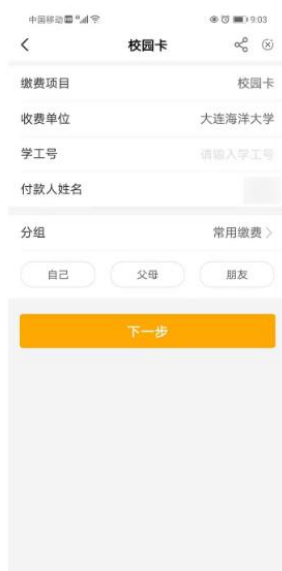 中国移动 9:03
校园卡
缴费项目 校园卡
收费单位 大连海洋大学
学工号 请输入学工号
付款人姓名
分组 常用缴费 >
自己 父母 朋友
下一步